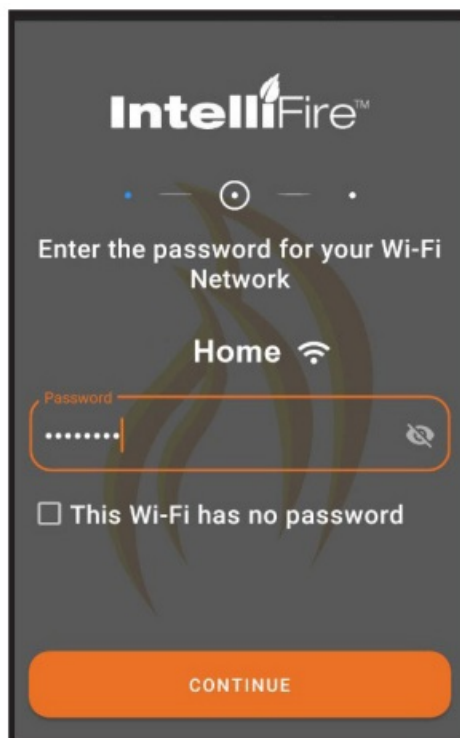 IntelliFire™
Enter the password for your Wi-Fi
Network
Home
Password
••••••••
This Wi-Fi has no password
CONTINUE